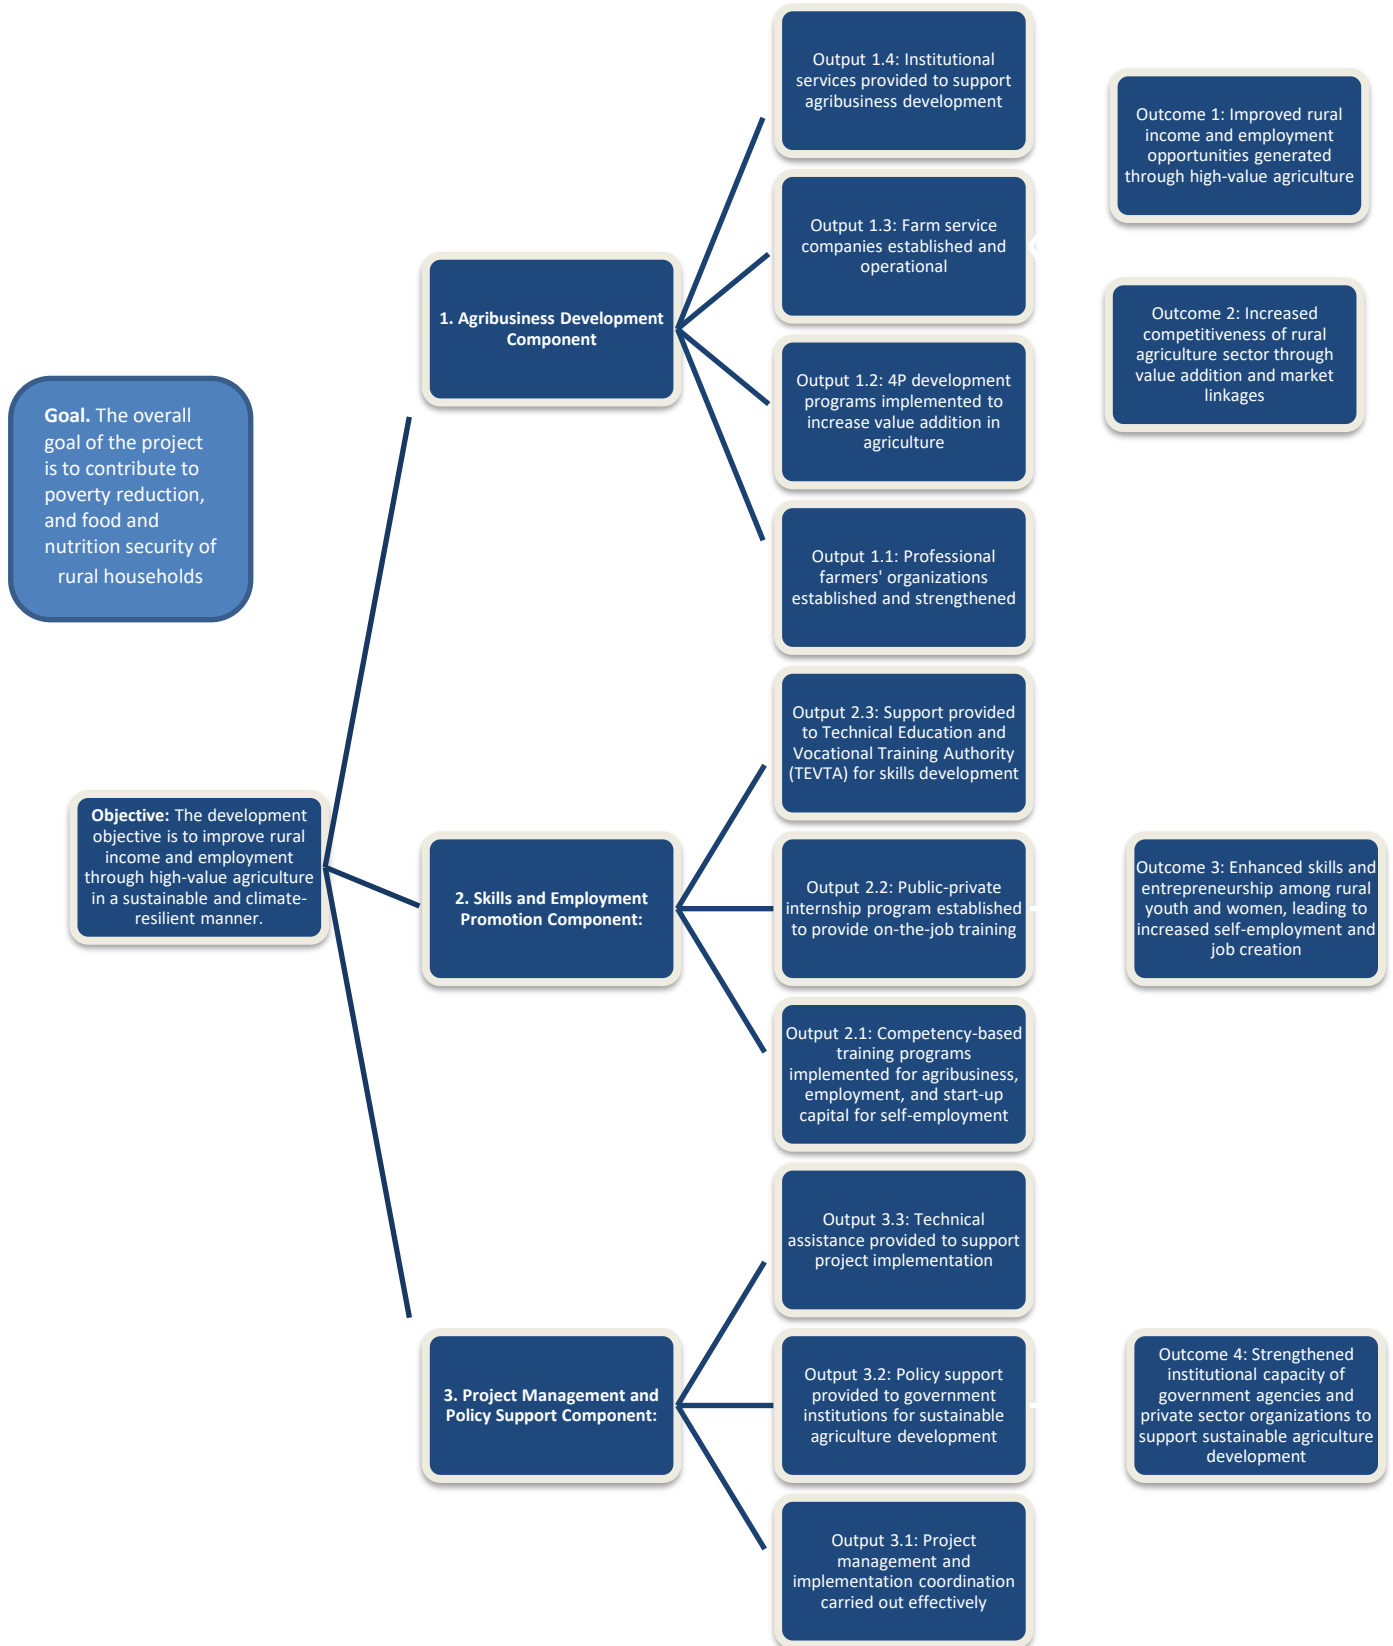 Goal. The overall
goal of the project
is to contribute to
poverty reduction,
and food and
nutrition security of
rural households
Objective: The development
objective is to improve rural
income and employment
through high-value agriculture
in a sustainable and climate-
resilient manner.
1. Agribusiness Development
Component
Output 1.4: Institutional
services provided to support
agribusiness development
Output 1.3: Farm service
companies established and
operational
Output 1.2: 4P development
programs implemented to
increase value addition in
agriculture
Output 1.1: Professional
farmers' organizations
established and strengthened
Outcome 1: Improved rural
income and employment
opportunities generated
through high-value agriculture
Outcome 2: Increased
competitiveness of rural
agriculture sector through
value addition and market
linkages
2. Skills and Employment
Promotion Component:
Output 2.3: Support provided
to Technical Education and
Vocational Training Authority
(TEVTA) for skills development
Output 2.2: Public-private
internship program established
to provide on-the-job training
Output 2.1: Competency-based
training programs
implemented for agribusiness,
employment, and start-up
capital for self-employment
Outcome 3: Enhanced skills and
entrepreneurship among rural
youth and women, leading to
increased self-employment and
job creation
3. Project Management and
Policy Support Component:
Output 3.3: Technical
assistance provided to support
project implementation
Output 3.2: Policy support
provided to government
institutions for sustainable
agriculture development
Output 3.1: Project
management and
implementation coordination
carried out effectively
Outcome 4: Strengthened
institutional capacity of
government agencies and
private sector organizations to
support sustainable agriculture
development